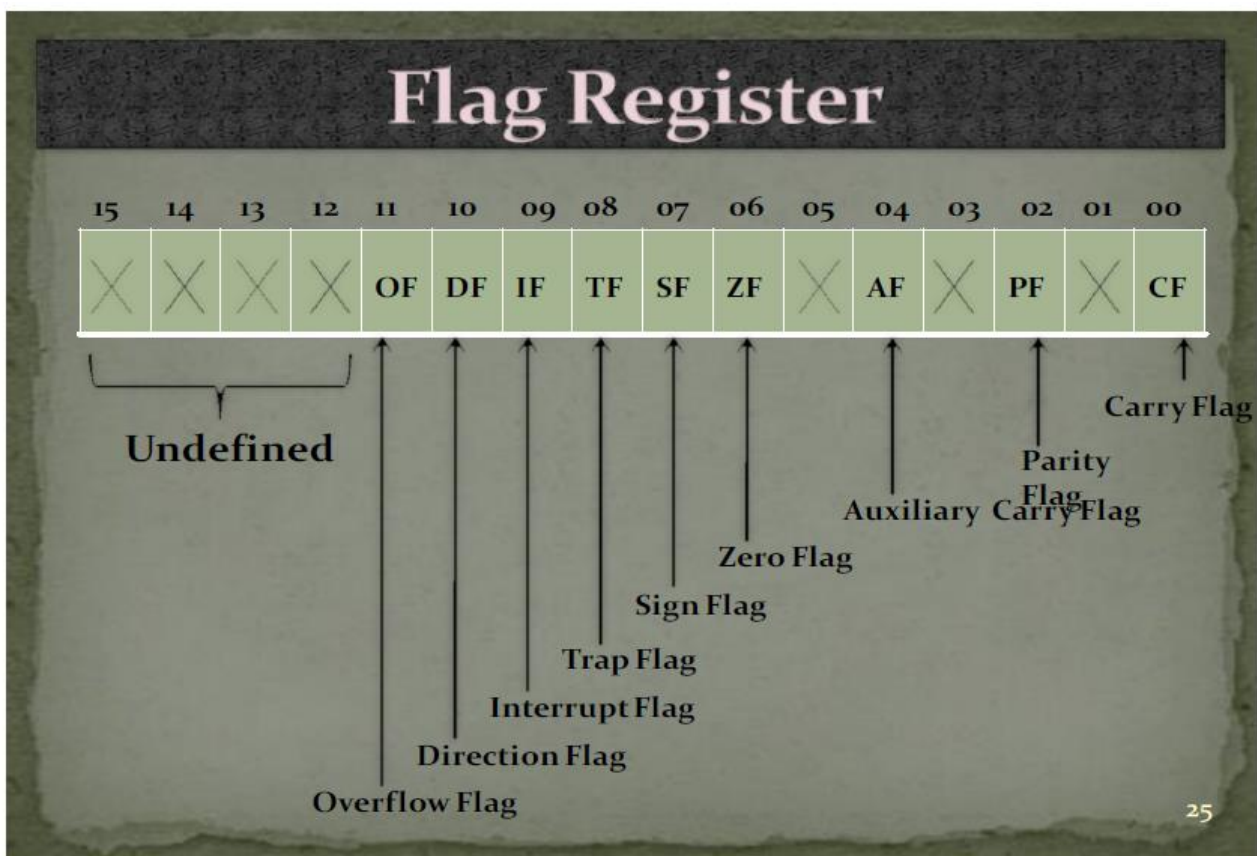 Flag Register
15 14 13 12 11 10 09 08 07 06 05 04 03 02 01 00
OF DF IF TF SF ZF AF PF CF
Carry Flag
Undefined
Parity
Flag
Auxiliary Carry Flag
Zero Flag
Sign Flag
Trap Flag
Interrupt Flag
Direction Flag
Overflow Flag
25